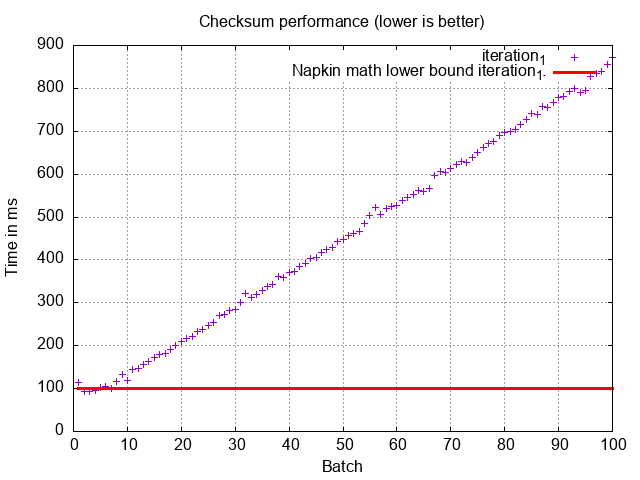 Checksum performance (lower is better)
iteration₁
Napkin math lower bound iteration₁.
900
800
700
600
500
400
300
200
100
0
Time in ms
0 10 20 30 40 50 60 70 80 90 100
Batch